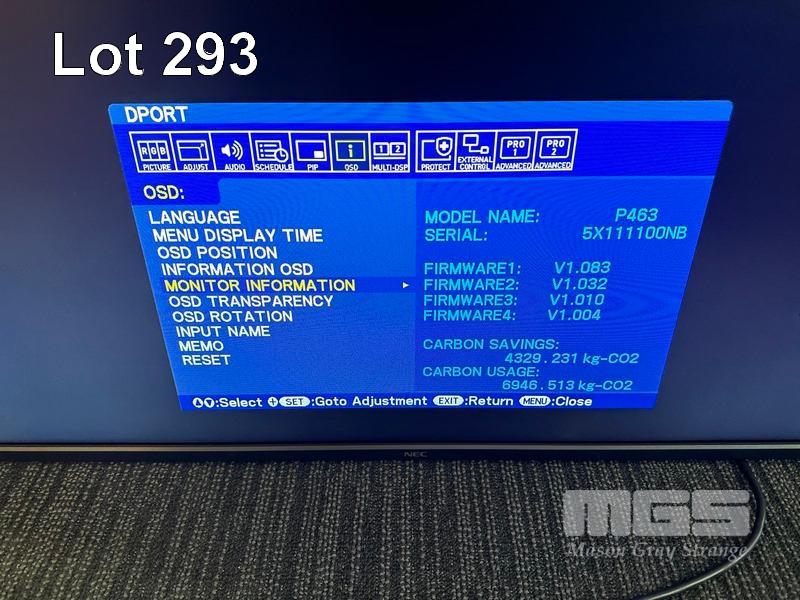 Lot 293
DPORT
RGB 1 2 PRO 1 PRO 2
PICTURE ADJUST AUDIO SCHEDULE PIP OSD MULTI-DSP PROTECT EXTERNAL CONTROL ADVANCED ADVANCED
OSD:
LANGUAGE MODEL NAME: P463
MENU DISPLAY TIME SERIAL: 5X111100NB
OSD POSITION
INFORMATION OSD FIRMWARE1: V1.083
MONITOR INFORMATION FIRMWARE2: V1.032
OSD TRANSPARENCY FIRMWARE3: V1.010
OSD ROTATION FIRMWARE4: V1.004
INPUT NAME
MEMO CARBON SAVINGS:
RESET 4329.231 kg-CO2
CARBON USAGE:
6946.513 kg-CO2
:Select SET:Goto Adjustment EXIT:Return MENU:Close
NEC
MGS
Mason Gray Strange